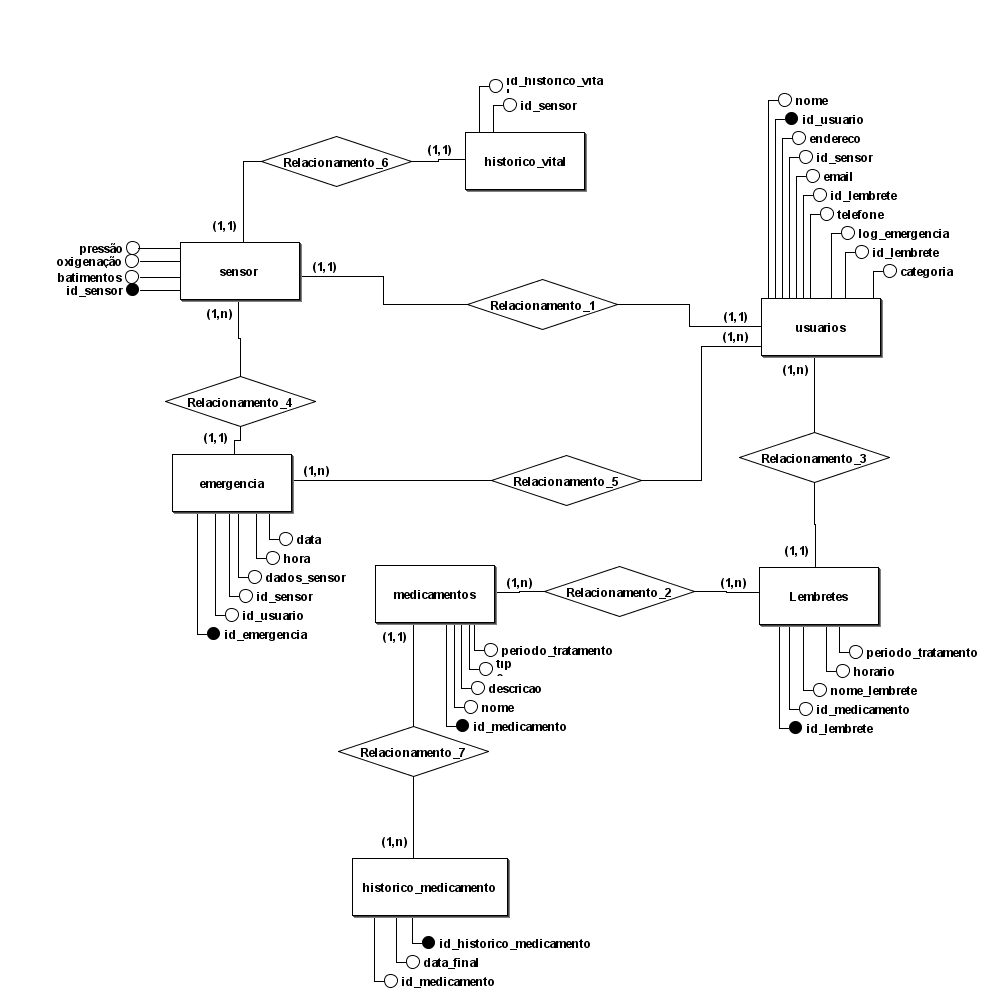 id_historico_vital
id_sensor
Relacionamento_6
(1,1)
historico_vital
(1,1)
nome
id_usuario
endereco
id_sensor
email
id_lembrete
telefone
log_emergencia
id_lembrete
categoria
pressão
oxigenação
batimentos
id_sensor
sensor
(1,1)
(1,n)
Relacionamento_1
(1,1)
(1,n)
usuarios
(1,n)
Relacionamento_4
(1,1)
emergencia
(1,n)
Relacionamento_5
Relacionamento_3
(1,1)
data
hora
dados_sensor
id_sensor
id_usuario
id_emergencia
medicamentos
(1,n)
Relacionamento_2
(1,n)
Lembretes
(1,1)
periodo_tratamento
tipo
descricao
nome
id_medicamento
periodo_tratamento
horario
nome_lembrete
id_medicamento
id_lembrete
Relacionamento_7
(1,n)
historico_medicamento
id_historico_medicamento
data_final
id_medicamento